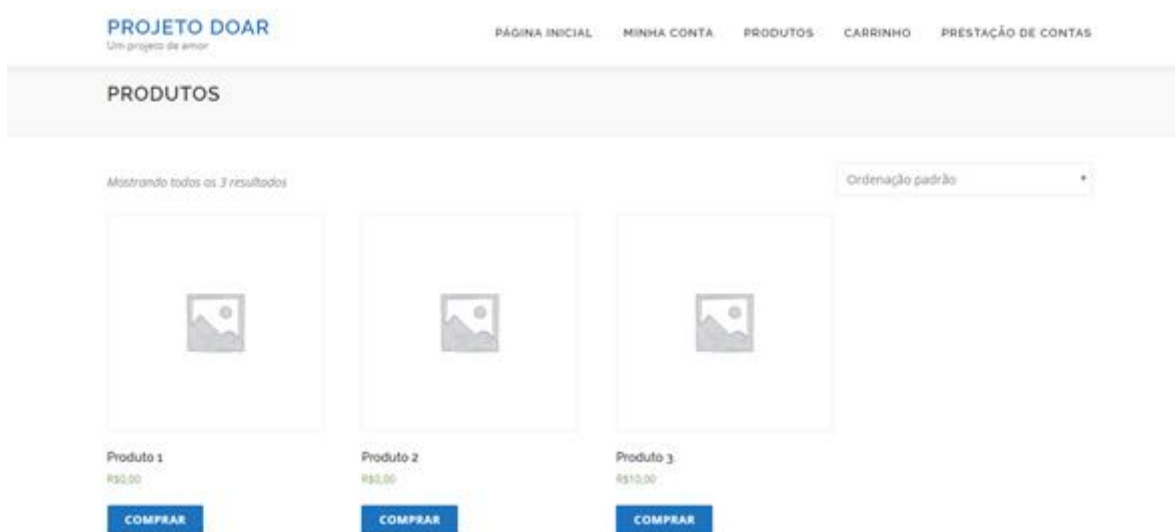 PROJETO DOAR
Um projeto de amor
PÁGINA INICIAL MINHA CONTA PRODUTOS CARRINHO PRESTAÇÃO DE CONTAS
PRODUTOS
Mostrando todos os 3 resultados
Ordenação padrão
Produto 1 Produto 2 Produto 3
R$0,00 R$0,00 R$10,00
COMPRAR COMPRAR COMPRAR